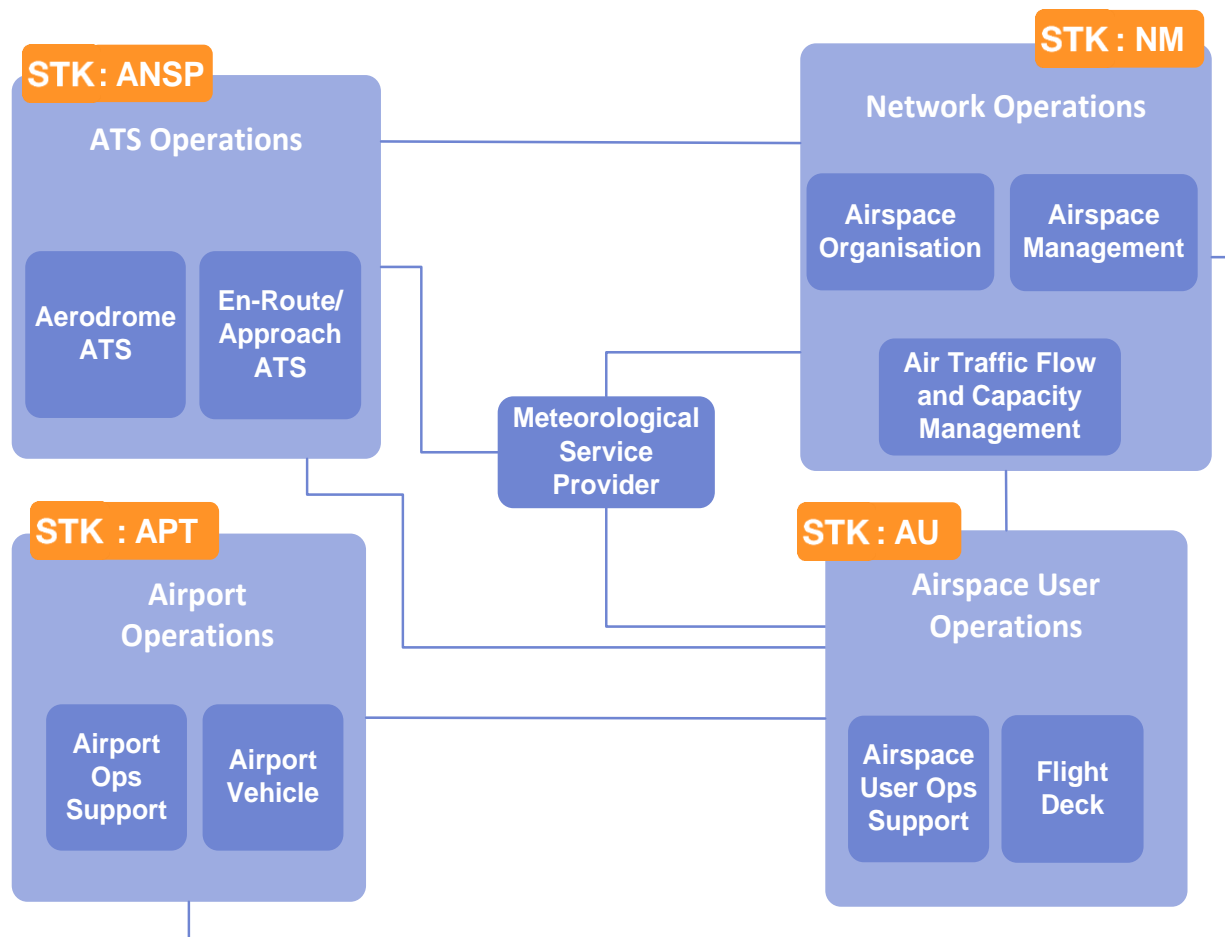 STK : ANSP
ATS Operations
Aerodrome
ATS
En-Route/
Approach
ATS
STK : NM
Network Operations
Airspace
Organisation
Airspace
Management
Air Traffic Flow
and Capacity
Management
Meteorological
Service
Provider
STK : APT
Airport
Operations
Airport
Ops
Support
Airport
Vehicle
STK : AU
Airspace User
Operations
Airspace
User Ops
Support
Flight
Deck